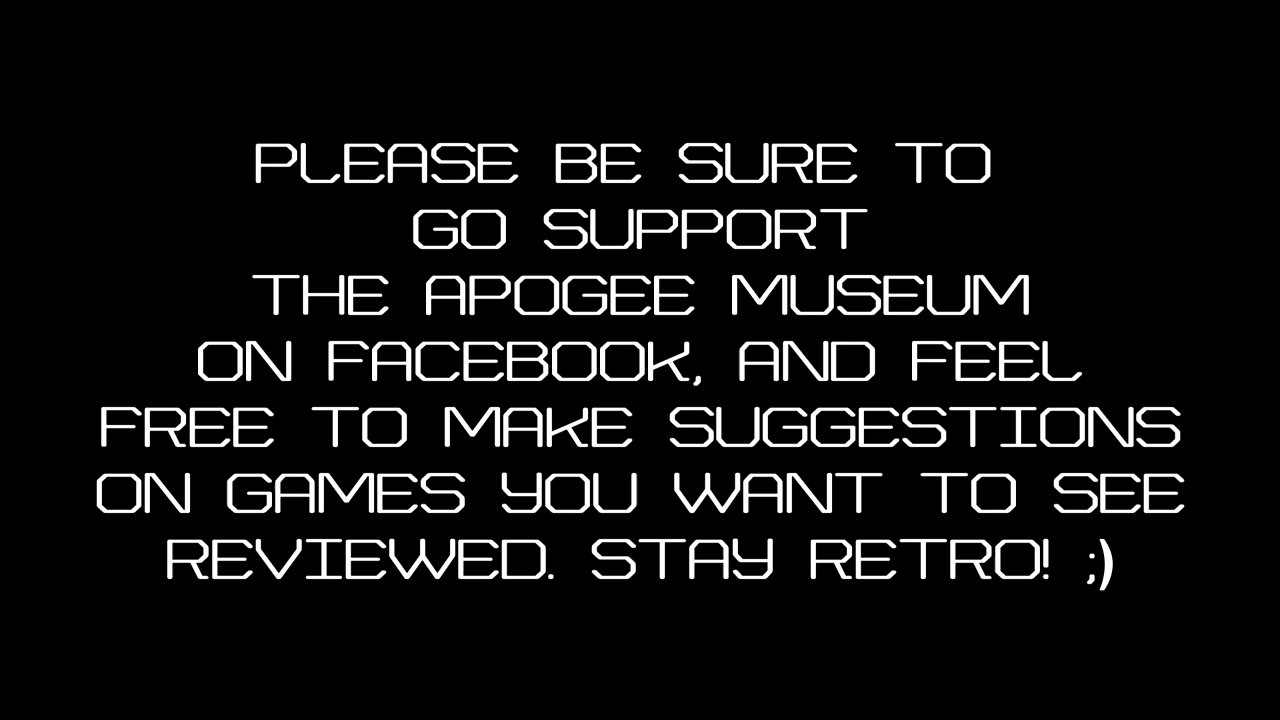 PLEASE BE SURE TO
GO SUPPORT
THE APOGEE MUSEUM
ON FACEBOOK, AND FEEL
FREE TO MAKE SUGGESTIONS
ON GAMES YOU WANT TO SEE
REVIEWED. STAY RETRO! ;)